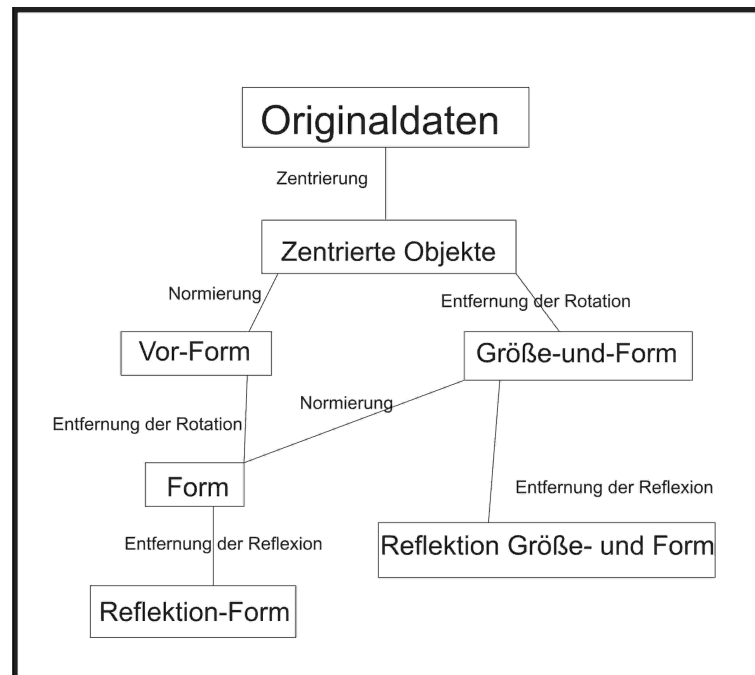 Originaldaten
Zentrierung
Zentrierte Objekte
Normierung
Entfernung der Rotation
Vor-Form
Größe-und-Form
Normierung
Entfernung der Rotation
Form
Entfernung der Reflexion
Reflektion Größe- und Form
Entfernung der Reflexion
Reflektion-Form